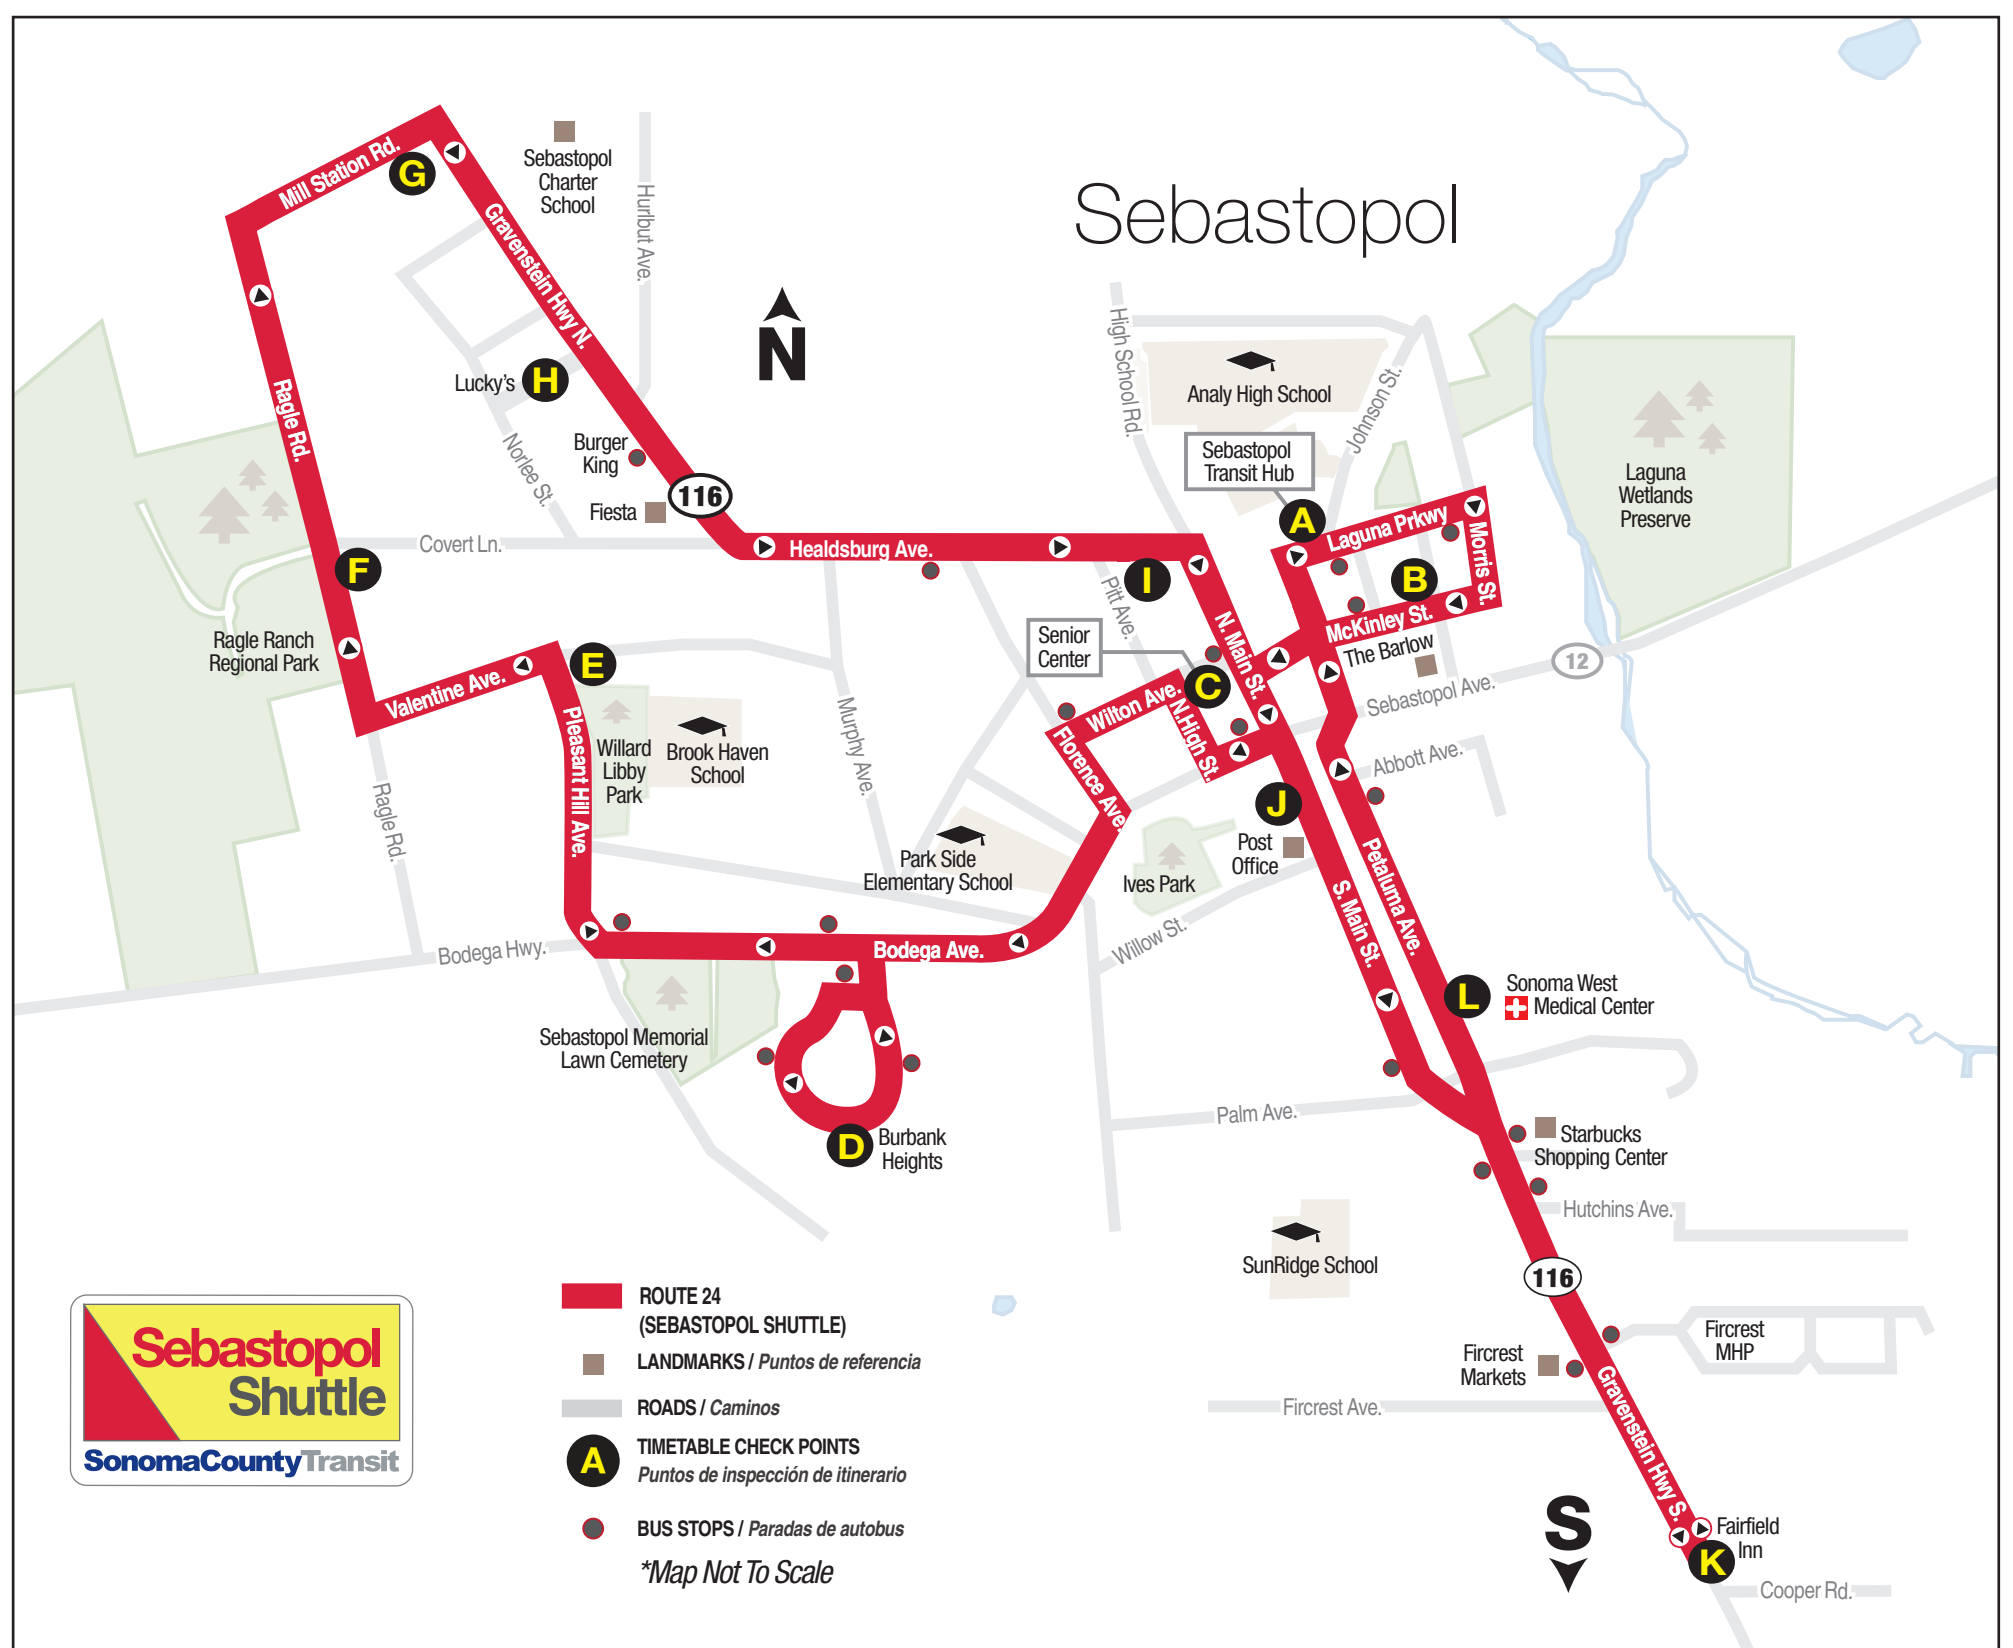 Sebastopol
Mill Station Rd.
G
Sebastopol
Charter
School
Hurlbut Ave.
Gravenstein Hwy N.
N
High School Rd.
Analy High School
Johnson St.
Ragle Rd.
Lucky's
H
Norlee St.
Burger
King
Fiesta
116
Sebastopol
Transit Hub
A
Laguna Prkwy
Morris St.
Laguna
Wetlands
Preserve
Covert Ln.
Healdsburg Ave.
F
I
B
Pitt Ave.
N. Main St.
McKinley St.
The Barlow
12
Sebastopol Ave.
Ragle Ranch
Regional Park
E
Senior
Center
C
Valentine Ave.
Wilton Ave.
N.High St.
Florence Ave.
Abbott Ave.
Pleasant Hill Ave.
Willard
Libby
Park
Brook Haven
School
Murphy Ave.
Ragle Rd.
J
Post
Office
Park Side
Elementary School
Ives Park
Petaluma Ave.
S. Main St.
Willow St.
Bodega Hwy.
Bodega Ave.
L
Sonoma West
Medical Center
Sebastopol Memorial
Lawn Cemetery
D
Burbank
Heights
Palm Ave.
Starbucks
Shopping Center
Hutchins Ave.
SunRidge School
116
Fircrest
MHP
Fircrest
Markets
Fircrest Ave.
Gravenstein Hwy S.
S
Fairfield
Inn
K
Cooper Rd.
Sebastopol
Shuttle
SonomaCountyTransit
ROUTE 24
(SEBASTOPOL SHUTTLE)
LANDMARKS / Puntos de referencia
ROADS / Caminos
A
TIMETABLE CHECK POINTS
Puntos de inspección de itinerario
BUS STOPS / Paradas de autobus
*Map Not To Scale